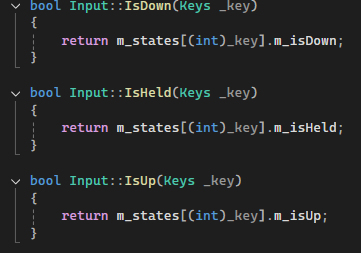 bool Input::IsDown(Keys _key)
{
    return m_states[(int)_key].m_isDown;
}
bool Input::IsHeld(Keys _key)
{
    return m_states[(int)_key].m_isHeld;
}
bool Input::IsUp(Keys _key)
{
    return m_states[(int)_key].m_isUp;
}